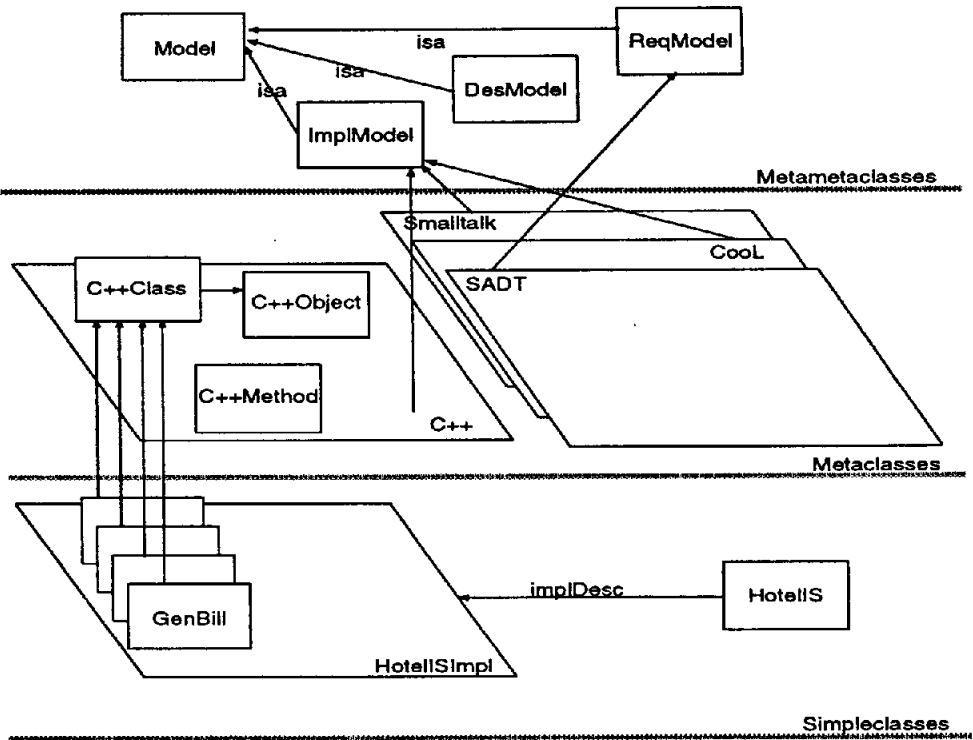 Model
isa
ReqModel
isa
DesModel
isa
ImplModel
Metametaclasses
Smalltalk
CooL
SADT
C++Class
C++Object
C++Method
C++
Metaclasses
implDesc
HotelIS
GenBill
HotelISImpl
Simpleclasses